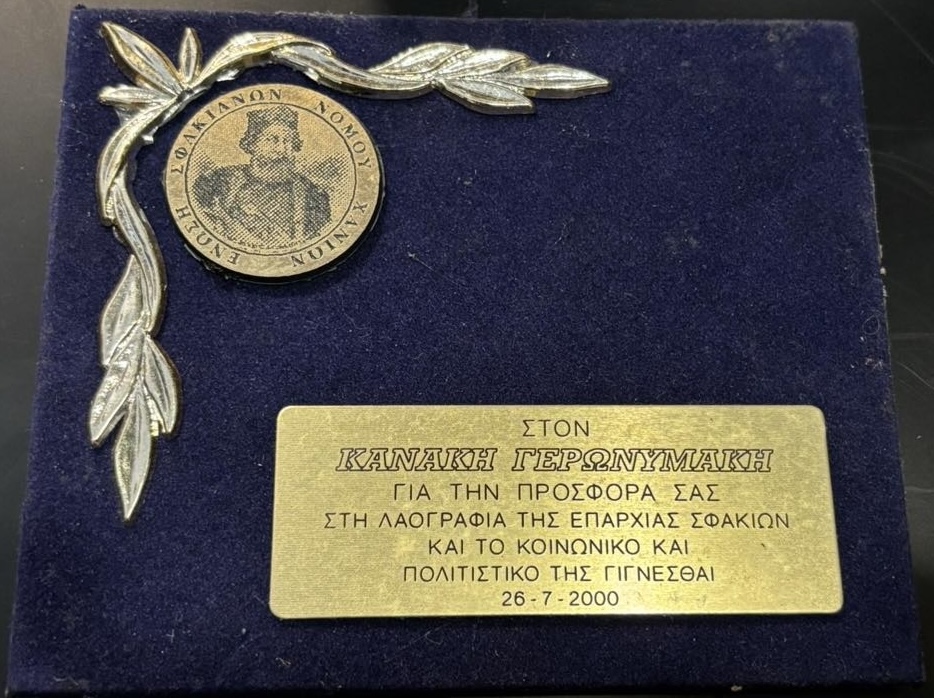 ΕΝΩΣΗ ΣΦΑΚΙΑΝΩΝ ΝΟΜΟΥ ΧΑΝΙΩΝ
ΣΤΟΝ
ΚΑΝΑΚΗ ΓΕΡΩΝΥΜΑΚΗ
ΓΙΑ ΤΗΝ ΠΡΟΣΦΟΡΑ ΣΑΣ
ΣΤΗ ΛΑΟΓΡΑΦΙΑ ΤΗΣ ΕΠΑΡΧΙΑΣ ΣΦΑΚΙΩΝ
ΚΑΙ ΤΟ ΚΟΙΝΩΝΙΚΟ ΚΑΙ
ΠΟΛΙΤΙΣΤΙΚΟ ΤΗΣ ΓΙΓΝΕΣΘΑΙ
26-7-2000